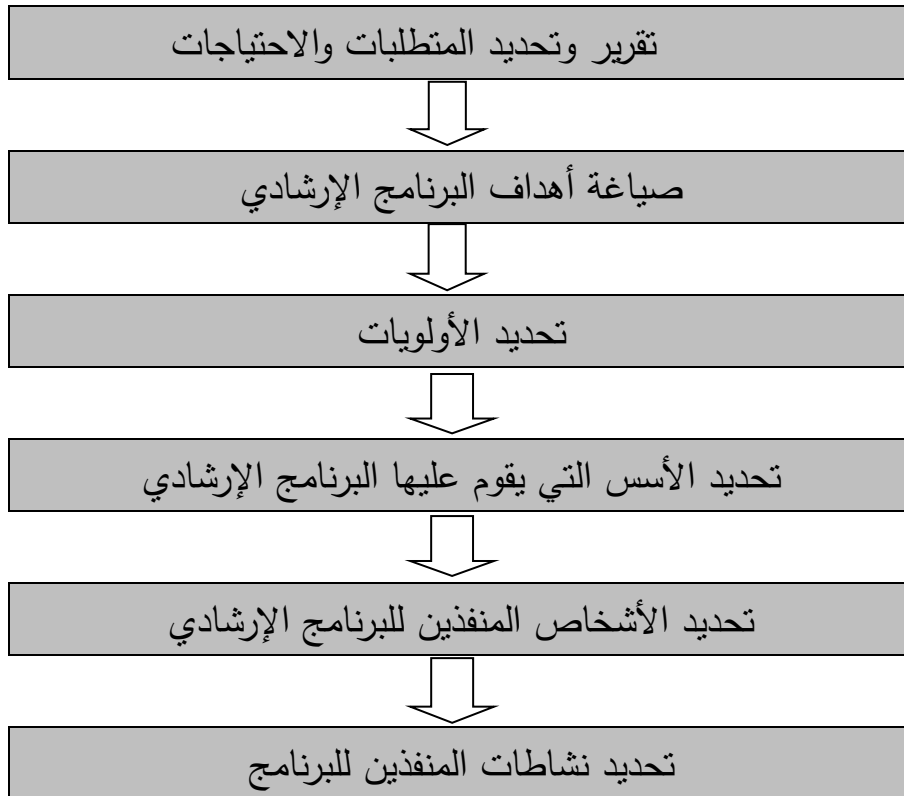 تقرير وتحديد المتطلبات والاحتياجات
صياغة أهداف البرنامج الإرشادي
تحديد الأولويات
تحديد الأسس التي يقوم عليها البرنامج الإرشادي
تحديد الأشخاص المنفذين للبرنامج الإرشادي
تحديد نشاطات المنفذين للبرنامج